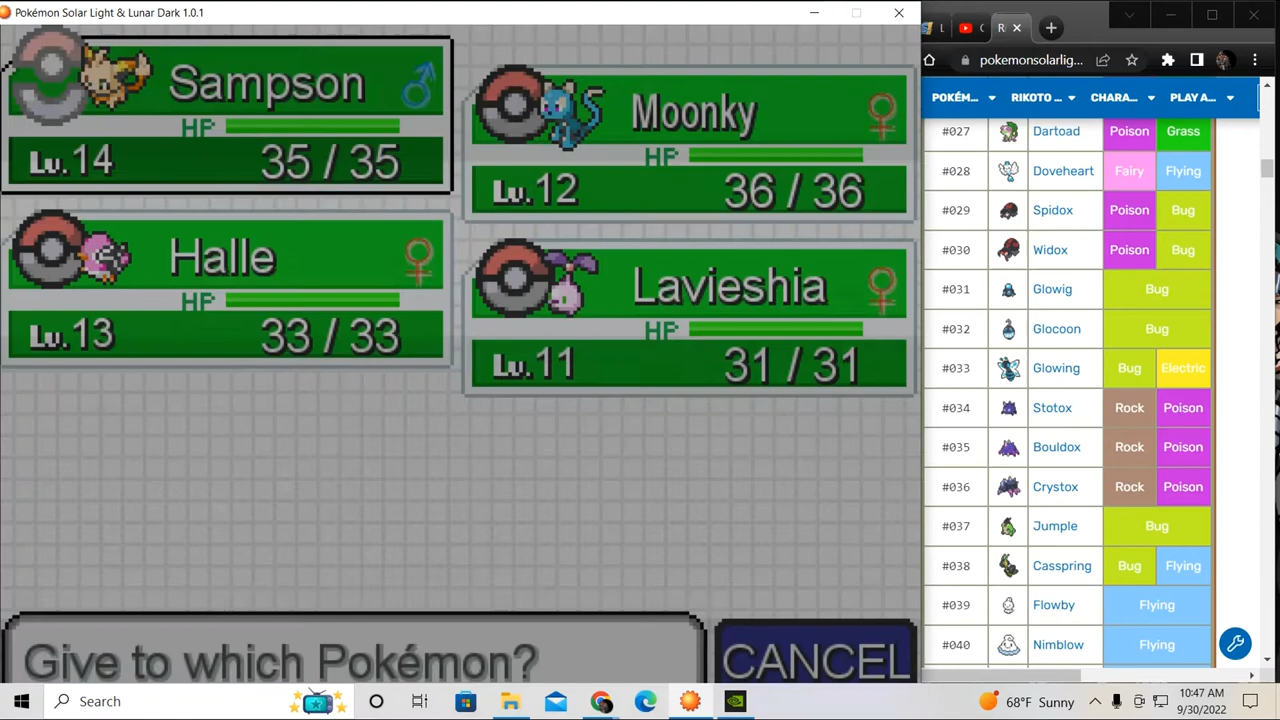 Pokémon Solar Light & Lunar Dark 1.0.1
Sampson
HP
Lv.14 35/35
Moonky
HP
Lv.12 36/36
Halle
HP
Lv.13 33/33
Lavieshia
HP
Lv.11 31/31
Give to which Pokémon?
CANCEL
L
pokemonsolarlig...
POKÉM... RIKOTO ... CHARA... PLAY A...
#027 Dartoad Poison Grass
#028 Doveheart Fairy Flying
#029 Spidox Poison Bug
#030 Widox Poison Bug
#031 Glowig Bug
#032 Glocoon Bug
#033 Glowing Bug Electric
#034 Stotox Rock Poison
#035 Bouldox Rock Poison
#036 Crystox Rock Poison
#037 Jumple Bug
#038 Casspring Bug Flying
#039 Flowby Flying
#040 Nimblow Flying
Search
68°F Sunny
10:47 AM
9/30/2022